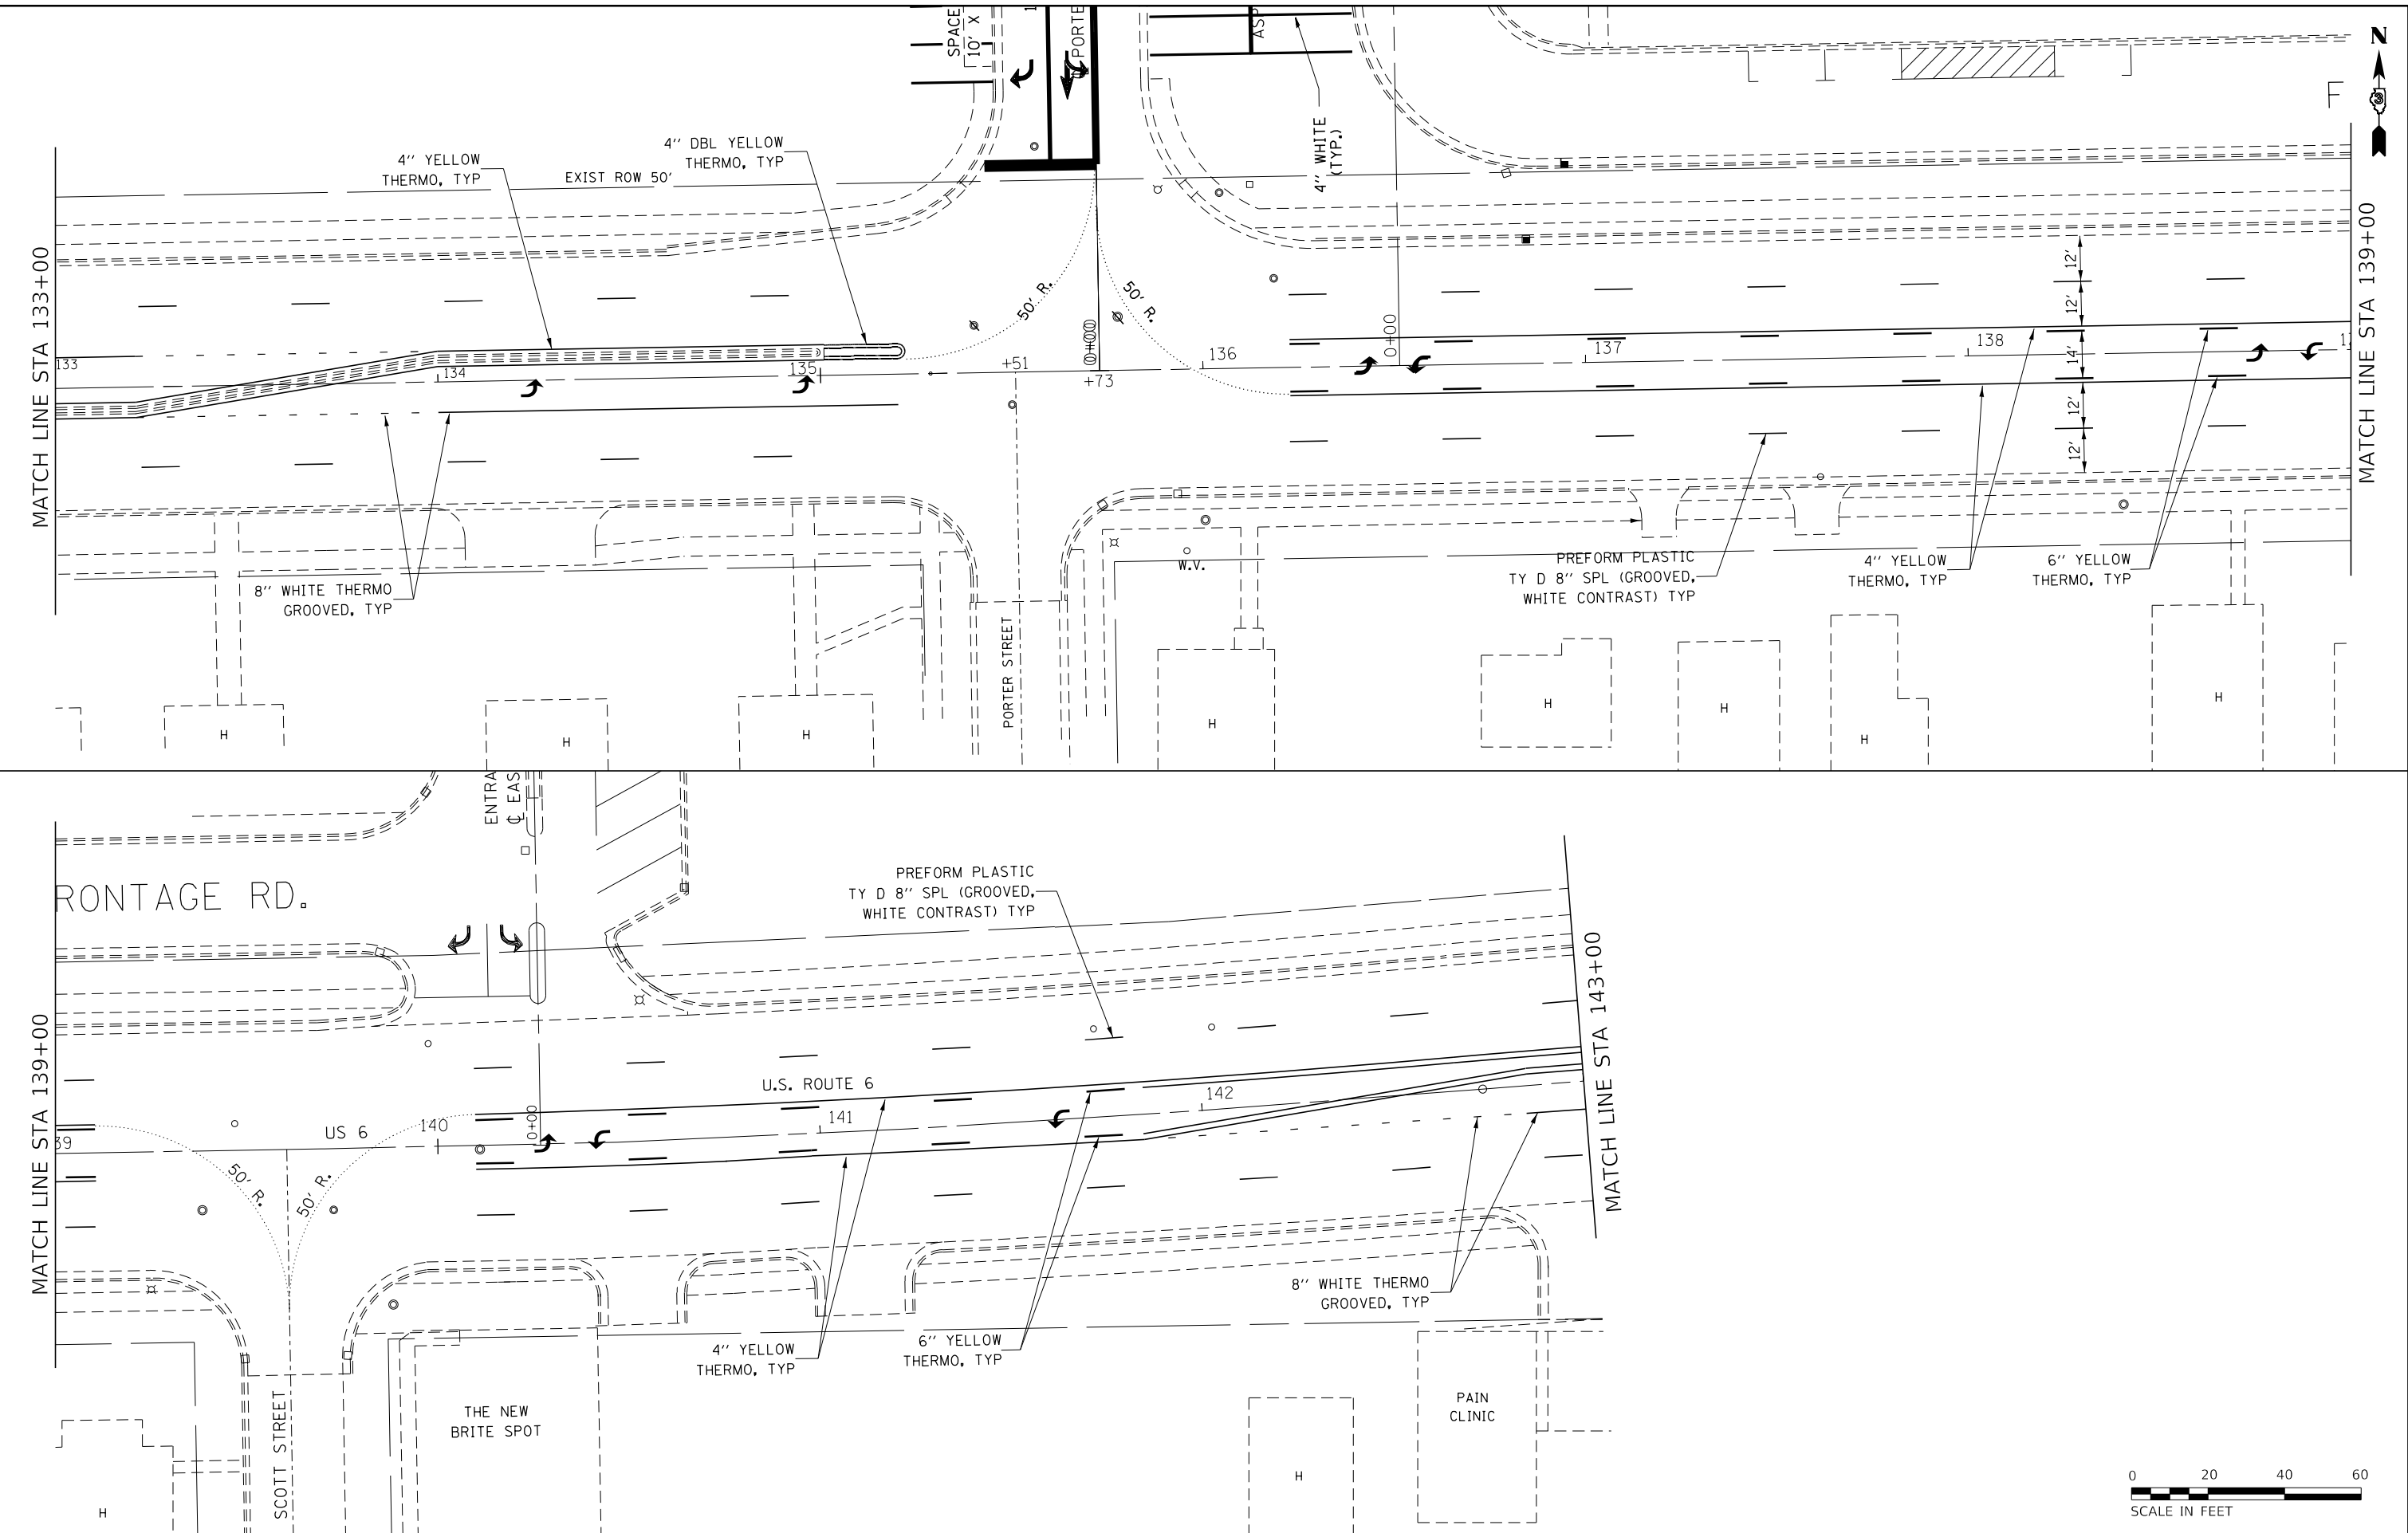 SPACE
10' X
PORTE
ASP
N
F
4'' WHITE
(TYP.)
4'' YELLOW
THERMO, TYP
EXIST ROW 50'
4'' DBL YELLOW
THERMO, TYP
MATCH LINE STA 133+00
MATCH LINE STA 139+00
50' R.
50' R.
12'
12'
14'
12'
12'
133
134
135
+51
0+00
+73
136
0+00
137
138
8'' WHITE THERMO
GROOVED, TYP
W.V.
PREFORM PLASTIC
TY D 8'' SPL (GROOVED,
WHITE CONTRAST) TYP
4'' YELLOW
THERMO, TYP
6'' YELLOW
THERMO, TYP
PORTER STREET
H
H
H
H
H
H
H
H
ENTRA
℄ EAS
RONTAGE RD.
PREFORM PLASTIC
TY D 8'' SPL (GROOVED,
WHITE CONTRAST) TYP
MATCH LINE STA 139+00
MATCH LINE STA 143+00
U.S. ROUTE 6
39
US 6
140
0+00
141
142
50' R.
50' R.
8'' WHITE THERMO
GROOVED, TYP
4'' YELLOW
THERMO, TYP
6'' YELLOW
THERMO, TYP
SCOTT STREET
THE NEW
BRITE SPOT
PAIN
CLINIC
H
H
0 20 40 60
SCALE IN FEET